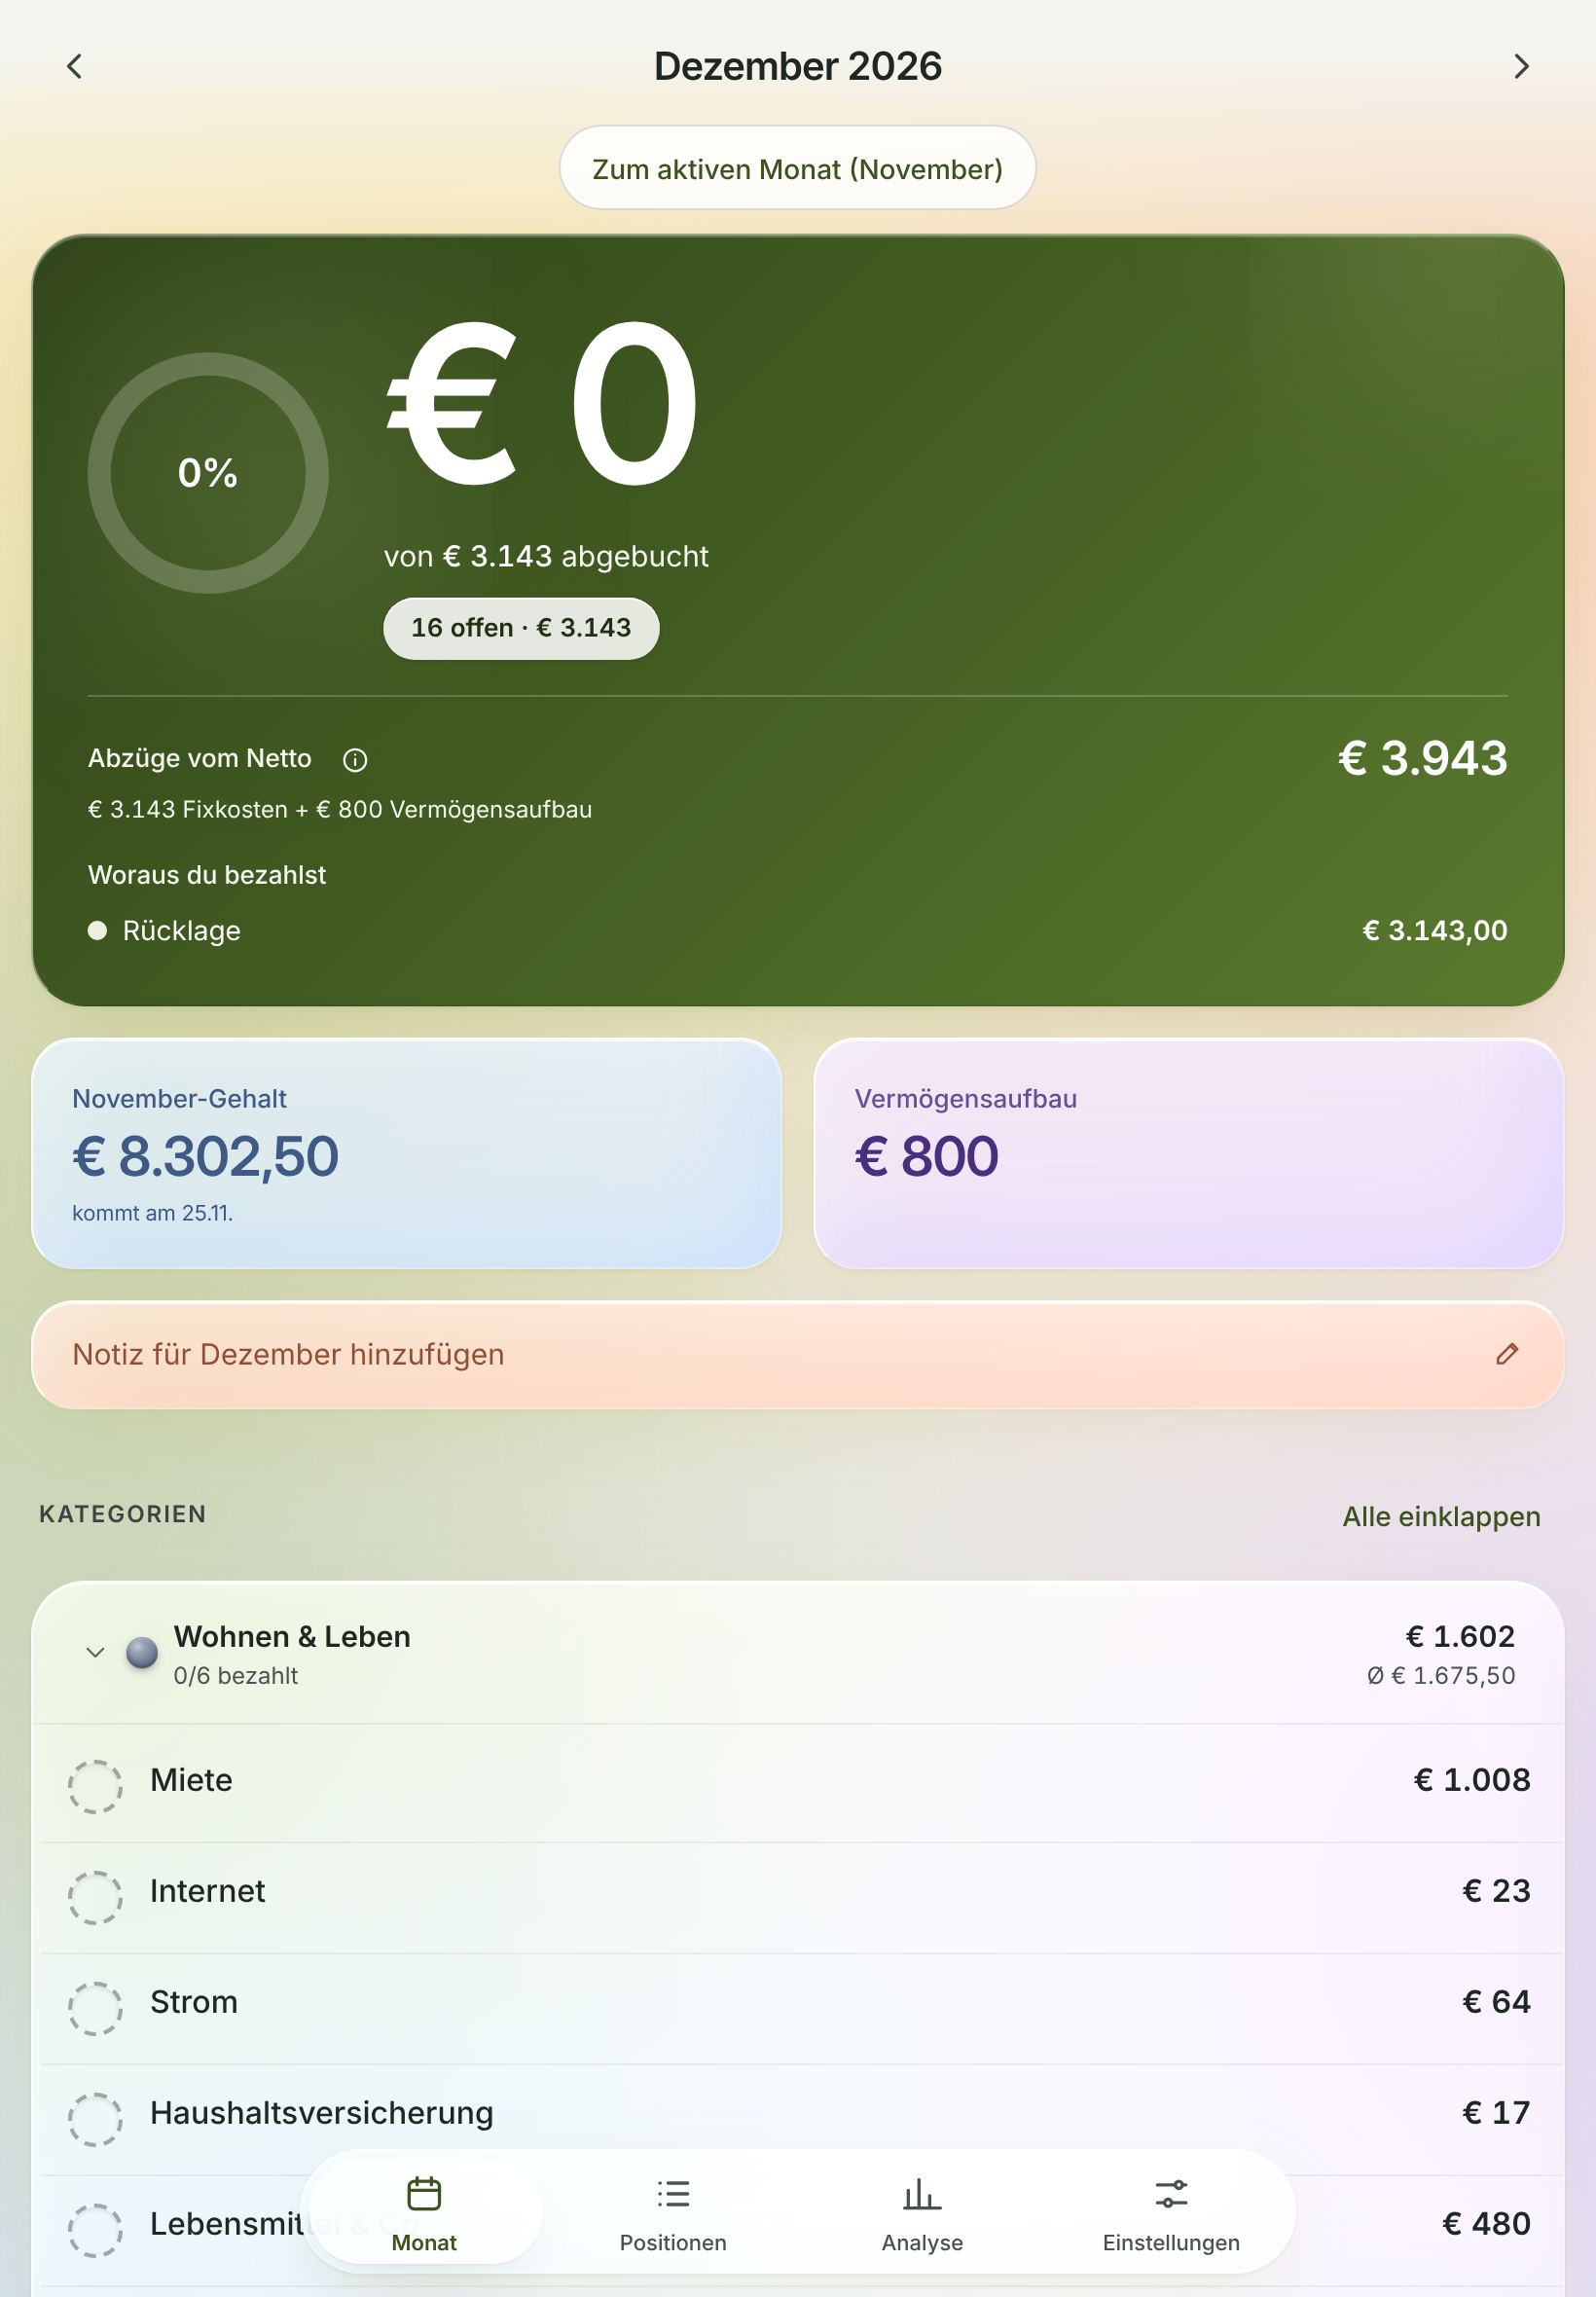 Dezember 2026
Zum aktiven Monat (November)
€ 0
0%
von € 3.143 abgebucht
16 offen · € 3.143
Abzüge vom Netto
€ 3.943
€ 3.143 Fixkosten + € 800 Vermögensaufbau
Woraus du bezahlst
Rücklage
€ 3.143,00
November-Gehalt
€ 8.302,50
kommt am 25.11.
Vermögensaufbau
€ 800
Notiz für Dezember hinzufügen
KATEGORIEN
Alle einklappen
Wohnen & Leben
€ 1.602
0/6 bezahlt
Ø € 1.675,50
Miete
€ 1.008
Internet
€ 23
Strom
€ 64
Haushaltsversicherung
€ 17
Lebensmittel & Co
€ 480
Monat
Positionen
Analyse
Einstellungen